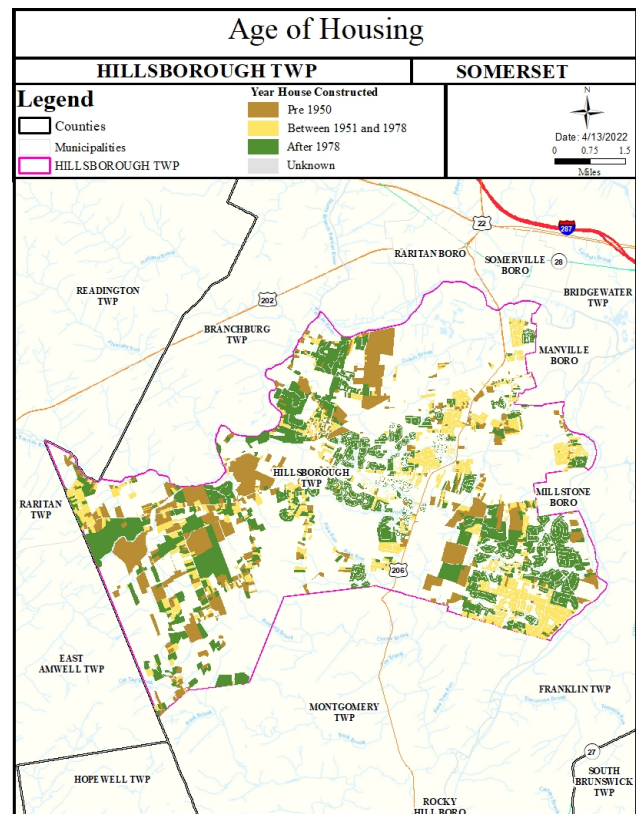 Age of Housing
HILLSBOROUGH TWP
SOMERSET
Legend
Counties
Municipalities
HILLSBOROUGH TWP
Year House Constructed
Pre 1950
Between 1951 and 1978
After 1978
Unknown
N
Date: 4/13/2022
0 0.75 1.5
Miles
22
287
RARITAN BORO
SOMERVILLE
BORO
28
READINGTON
TWP
202
BRIDGEWATER
TWP
BRANCHBURG
TWP
MANVILLE
BORO
HILLSBOROUGH
TWP
RARITAN
TWP
MILLSTONE
BORO
206
EAST
AMWELL TWP
FRANKLIN TWP
MONTGOMERY
TWP
27
HOPEWELL TWP
SOUTH
BRUNSWICK
TWP
ROCKY
HILL BORO